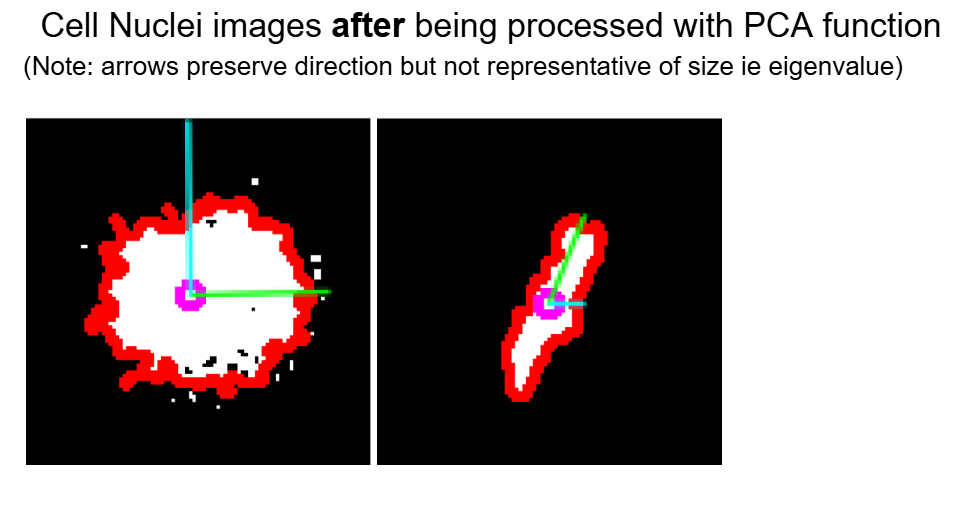 Cell Nuclei images after being processed with PCA function
(Note: arrows preserve direction but not representative of size ie eigenvalue)